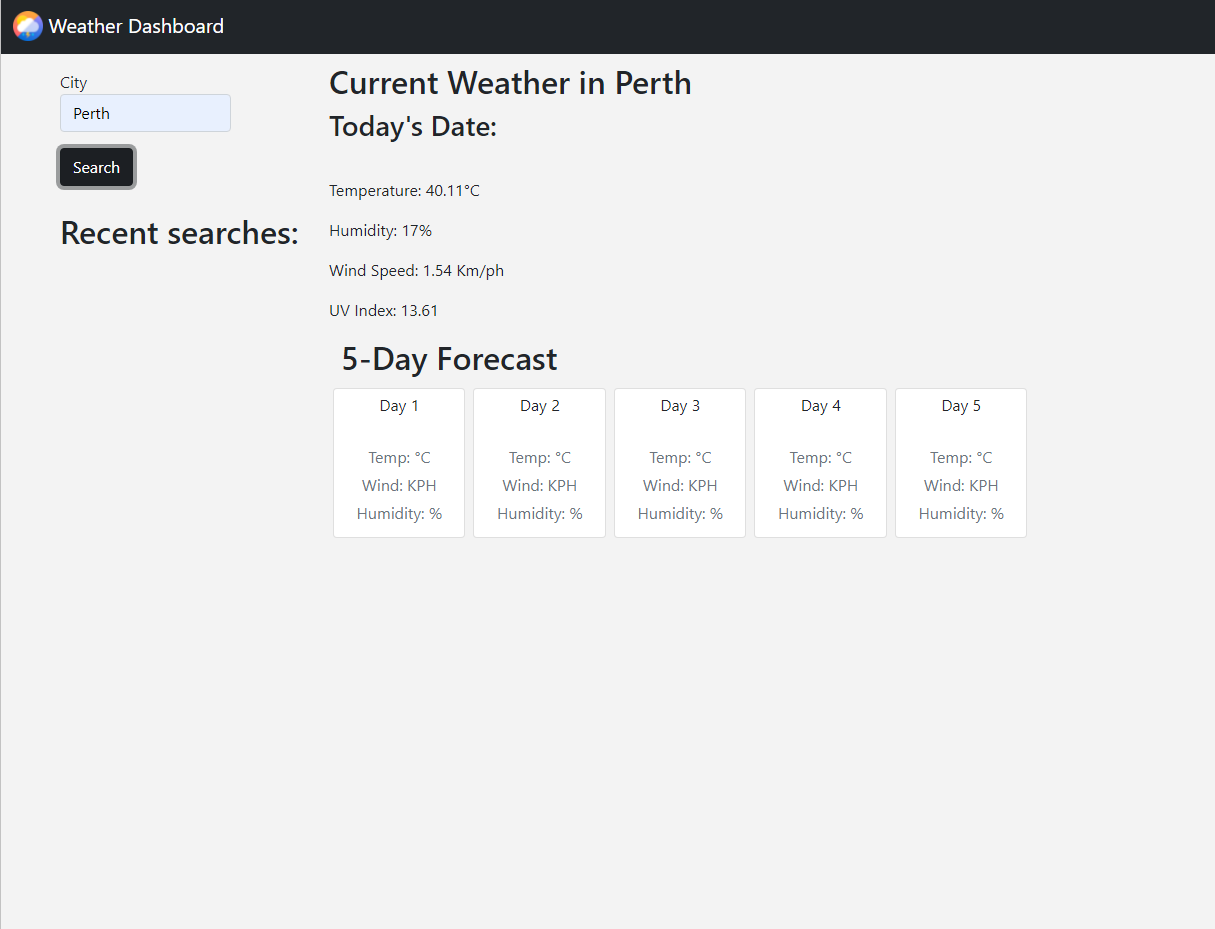 Weather Dashboard
City
Perth
Search
Recent searches:
Current Weather in Perth
Today's Date:
Temperature: 40.11°C
Humidity: 17%
Wind Speed: 1.54 Km/ph
UV Index: 13.61
5-Day Forecast
Day 1
Temp: °C
Wind: KPH
Humidity: %
Day 2
Temp: °C
Wind: KPH
Humidity: %
Day 3
Temp: °C
Wind: KPH
Humidity: %
Day 4
Temp: °C
Wind: KPH
Humidity: %
Day 5
Temp: °C
Wind: KPH
Humidity: %